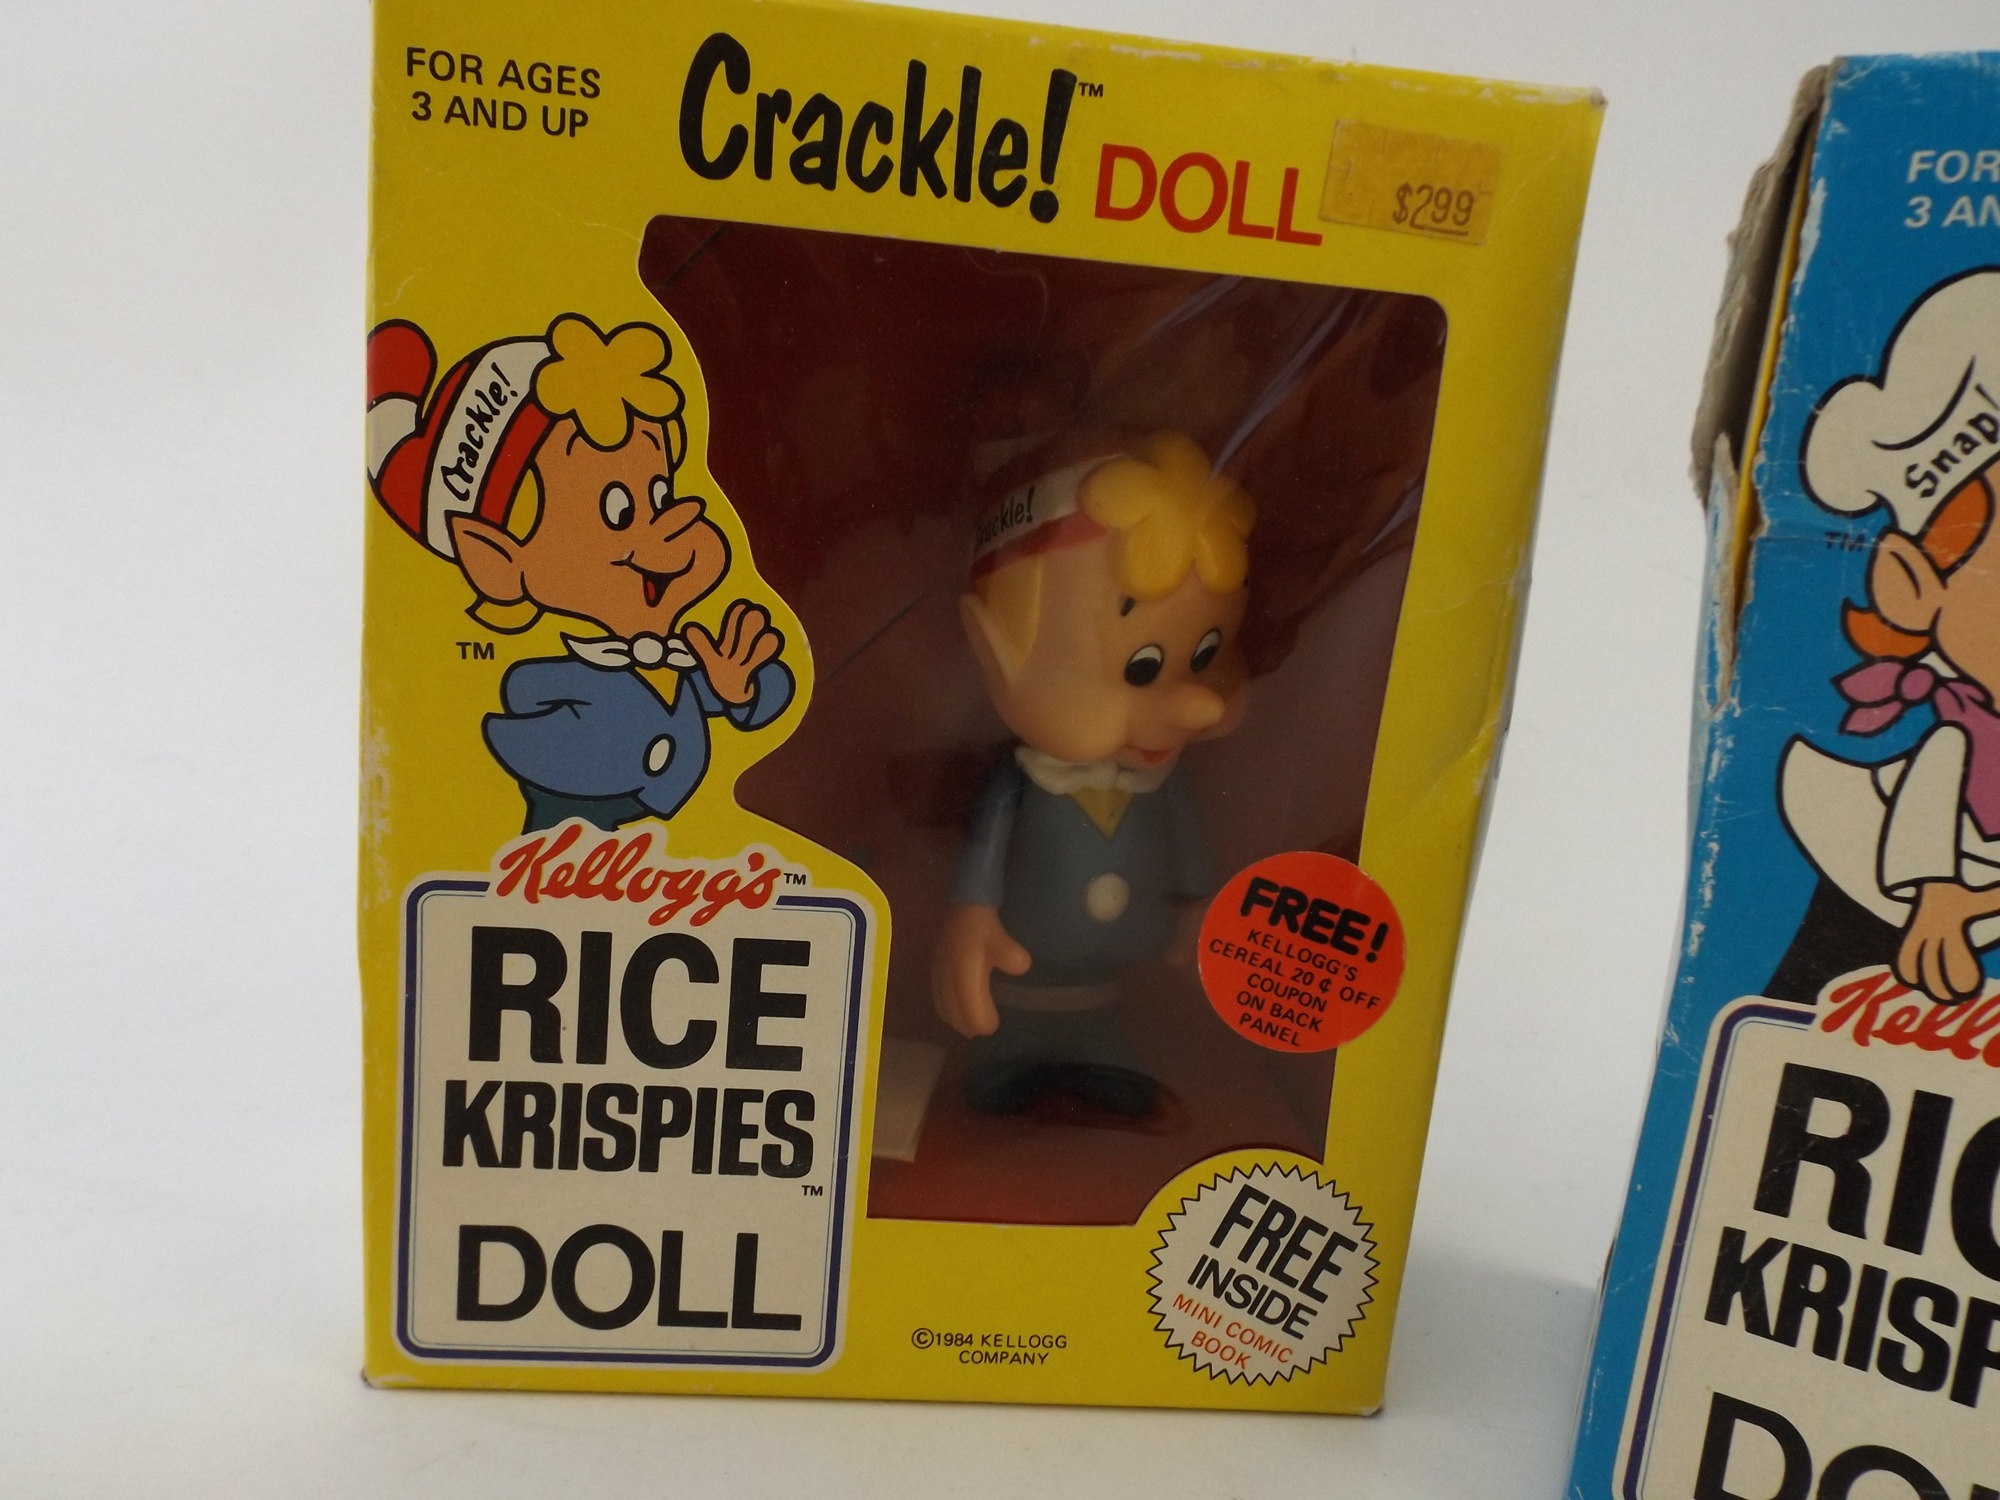 FOR AGES
3 AND UP
Crackle!™ DOLL
$299
Crackle!
TM
Crackle!
Kellogg's™
RICE
KRISPIES™
DOLL
FREE!
KELLOGG'S
CEREAL 20 ¢ OFF
COUPON
ON BACK
PANEL
FREE
INSIDE
MINI COMIC
BOOK
©1984 KELLOGG
COMPANY
FOR
3 AN
Snap!
TM
Kell
RIC
KRISP
DO